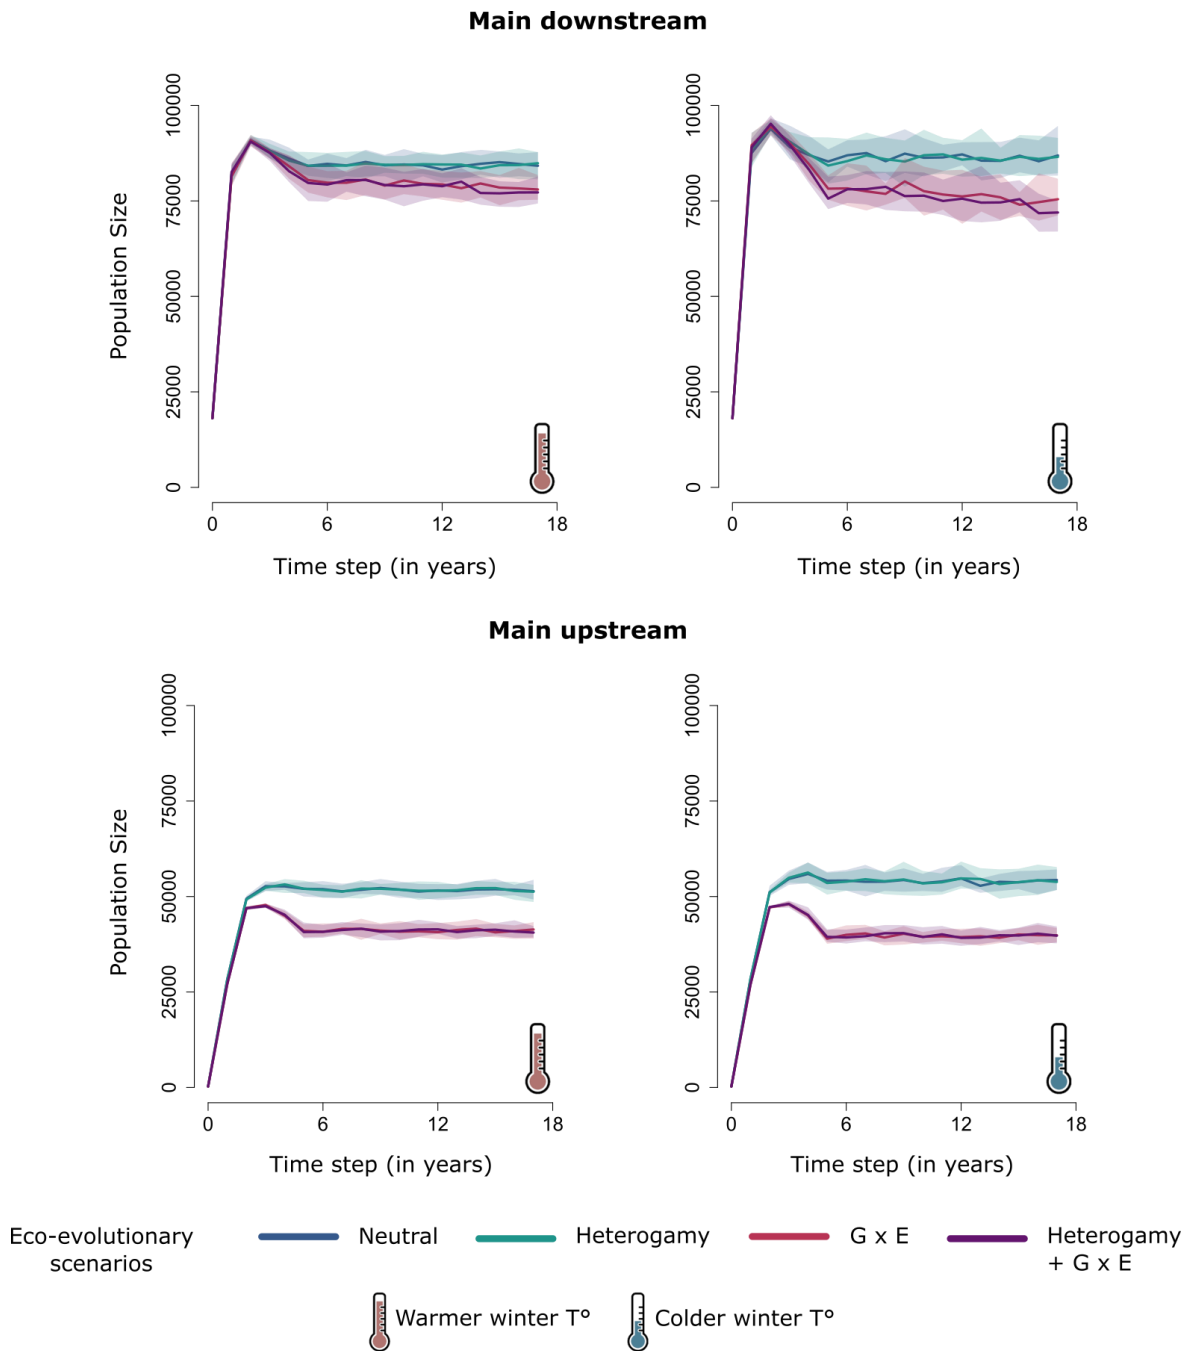 Main downstream
Population Size
0
25000
50000
75000
100000
0 6 12 18
Time step (in years)
0
25000
50000
75000
100000
0 6 12 18
Time step (in years)
Main upstream
Population Size
0
25000
50000
75000
100000
0 6 12 18
Time step (in years)
0
25000
50000
75000
100000
0 6 12 18
Time step (in years)
Eco-evolutionary
scenarios
Neutral
Heterogamy
G x E
Heterogamy
+ G x E
Warmer winter T°
Colder winter T°